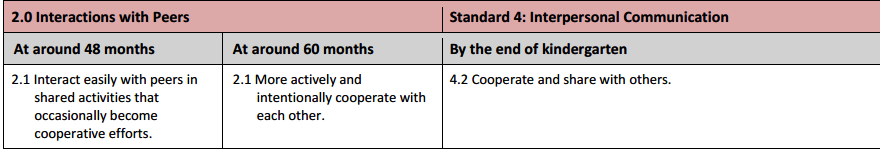 2.0 Interactions with Peers
Standard 4: Interpersonal Communication
At around 48 months
At around 60 months
By the end of kindergarten
2.1 Interact easily with peers in
shared activities that
occasionally become
cooperative efforts.
2.1 More actively and
intentionally cooperate with
each other.
4.2 Cooperate and share with others.